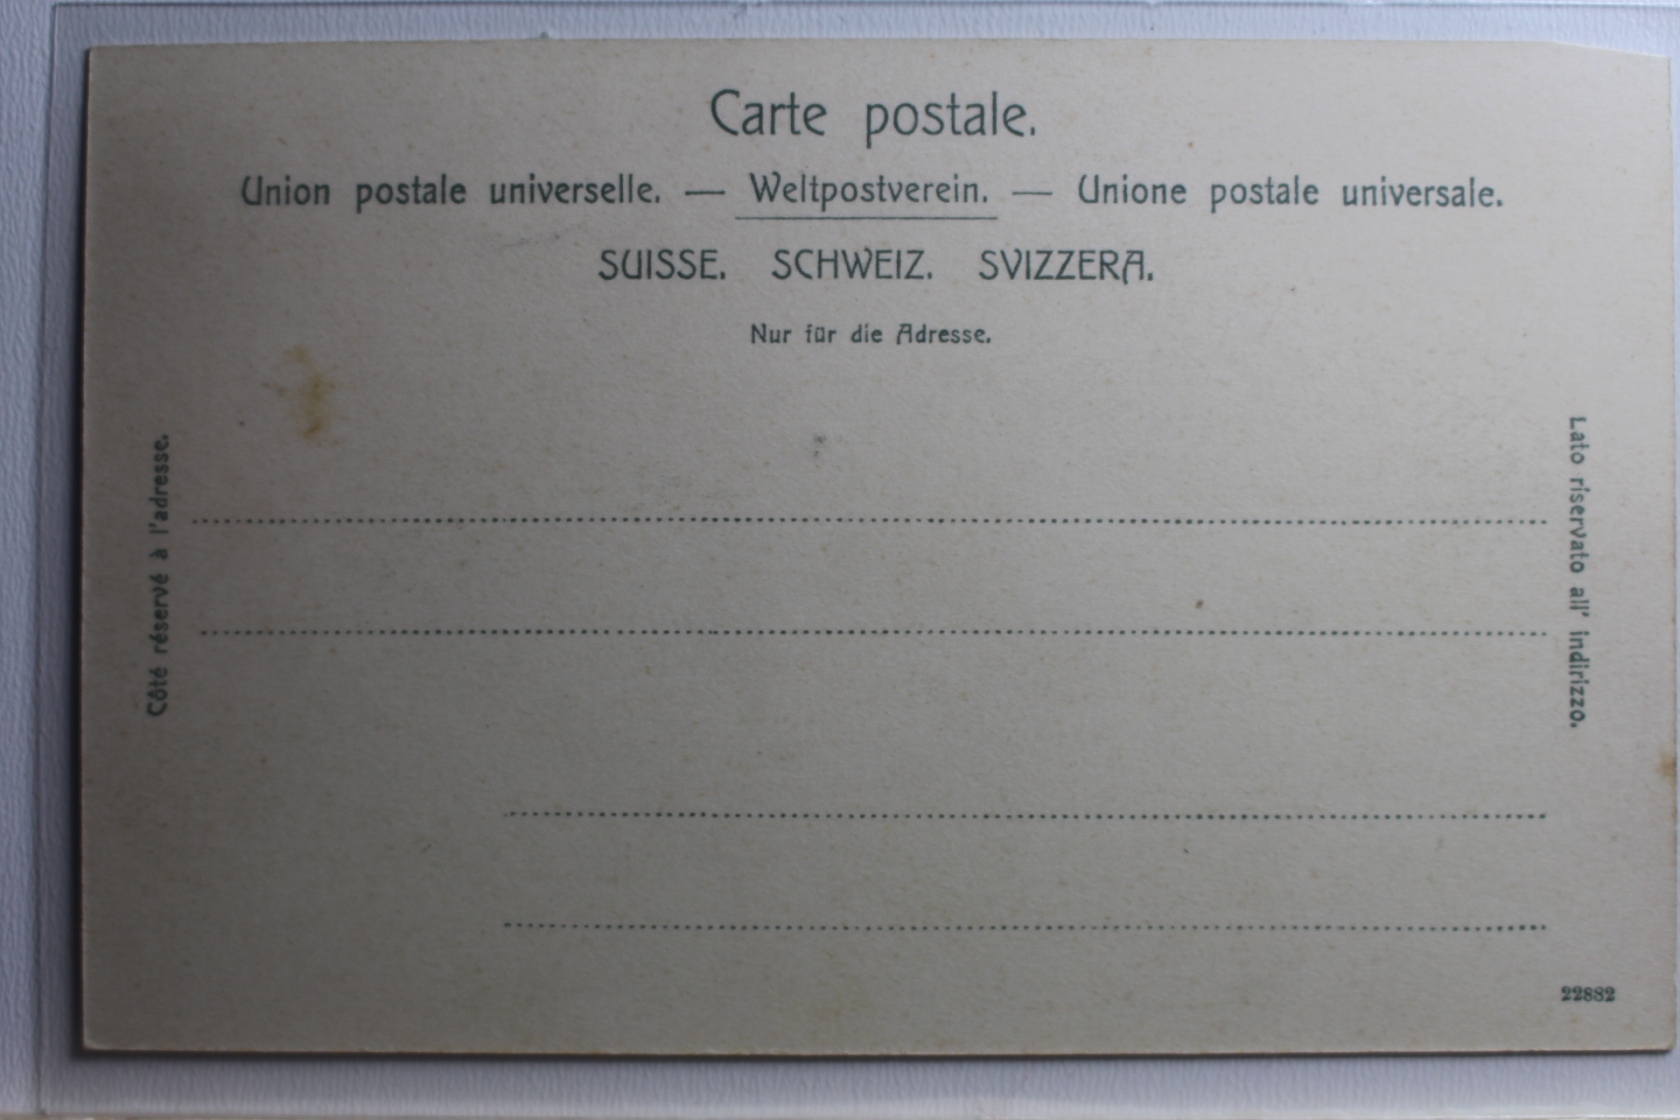 Carte postale.
Union postale universelle. — Weltpostverein. — Unione postale universale.
SUISSE. SCHWEIZ. SVIZZERA.
Nur für die Adresse.
Côté réservé à l'adresse.
Lato riservato all' indirizzo.
22882